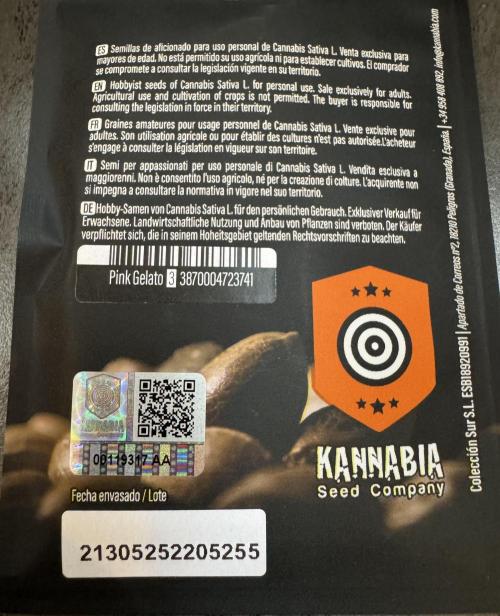 ES Semillas de aficionado para uso personal de Cannabis Sativa L. Venta exclusiva para
mayores de edad. No está permitido su uso agrícola ni para establecer cultivos. El comprador
se compromete a consultar la legislación vigente en su territorio.
EN Hobbyist seeds of Cannabis Sativa L. for personal use. Sale exclusively for adults.
Agricultural use and cultivation of crops is not permitted. The buyer is responsible for
consulting the legislation in force in their territory.
FR Graines amateures pour usage personnel de Cannabis Sativa L. Vente exclusive pour
adultes. Son utilisation agricole ou pour établir des cultures n'est pas autorisée.L'acheteur
s'engage à consulter la législation en vigueur sur son territoire.
IT Semi per appassionati per uso personale di Cannabis Sativa L. Vendita esclusiva a
maggiorenni. Non è consentito l'uso agricolo, né per la creazione di colture. L'acquirente non
si impegna a consultare la normativa in vigore nel suo territorio.
DE Hobby-Samen von Cannabis Sativa L. für den persönlichen Gebrauch. Exklusiver Verkauf für
Erwachsene. Landwirtschaftliche Nutzung und Anbau von Pflanzen sind verboten. Der Käufer
verpflichtet sich, die in seinem Hoheitsgebiet geltenden Rechtsvorschriften zu beachten.
Pink Gelato 3 3870004723741
KANNABIA
00119317 AA
KANNABIA
Seed Company
Fecha envasado / Lote
21305252205255
Colección Sur S.L. ESB18920991 | Apartado de Correos nº2, 18210 Peligros (Granada), España. | +34 958 408 892, info@kannabia.com